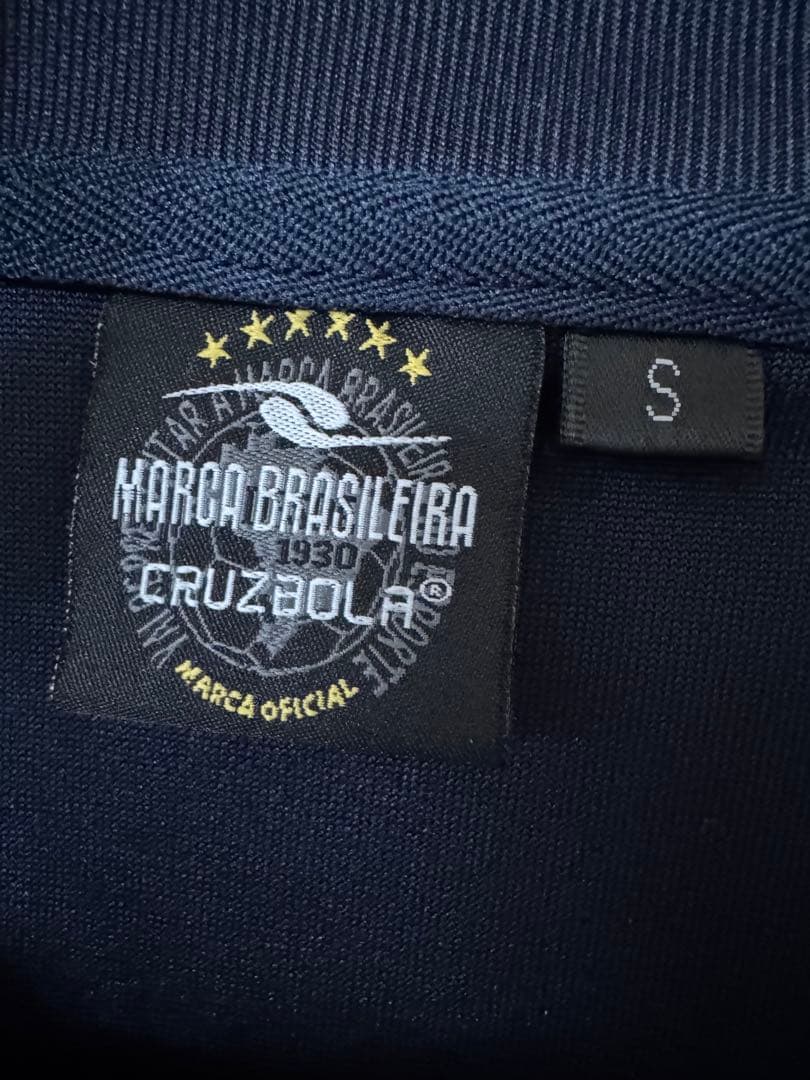 MARCA BRASILEIRA
1930
CRUZBOLA®
MARCA OFICIAL
S